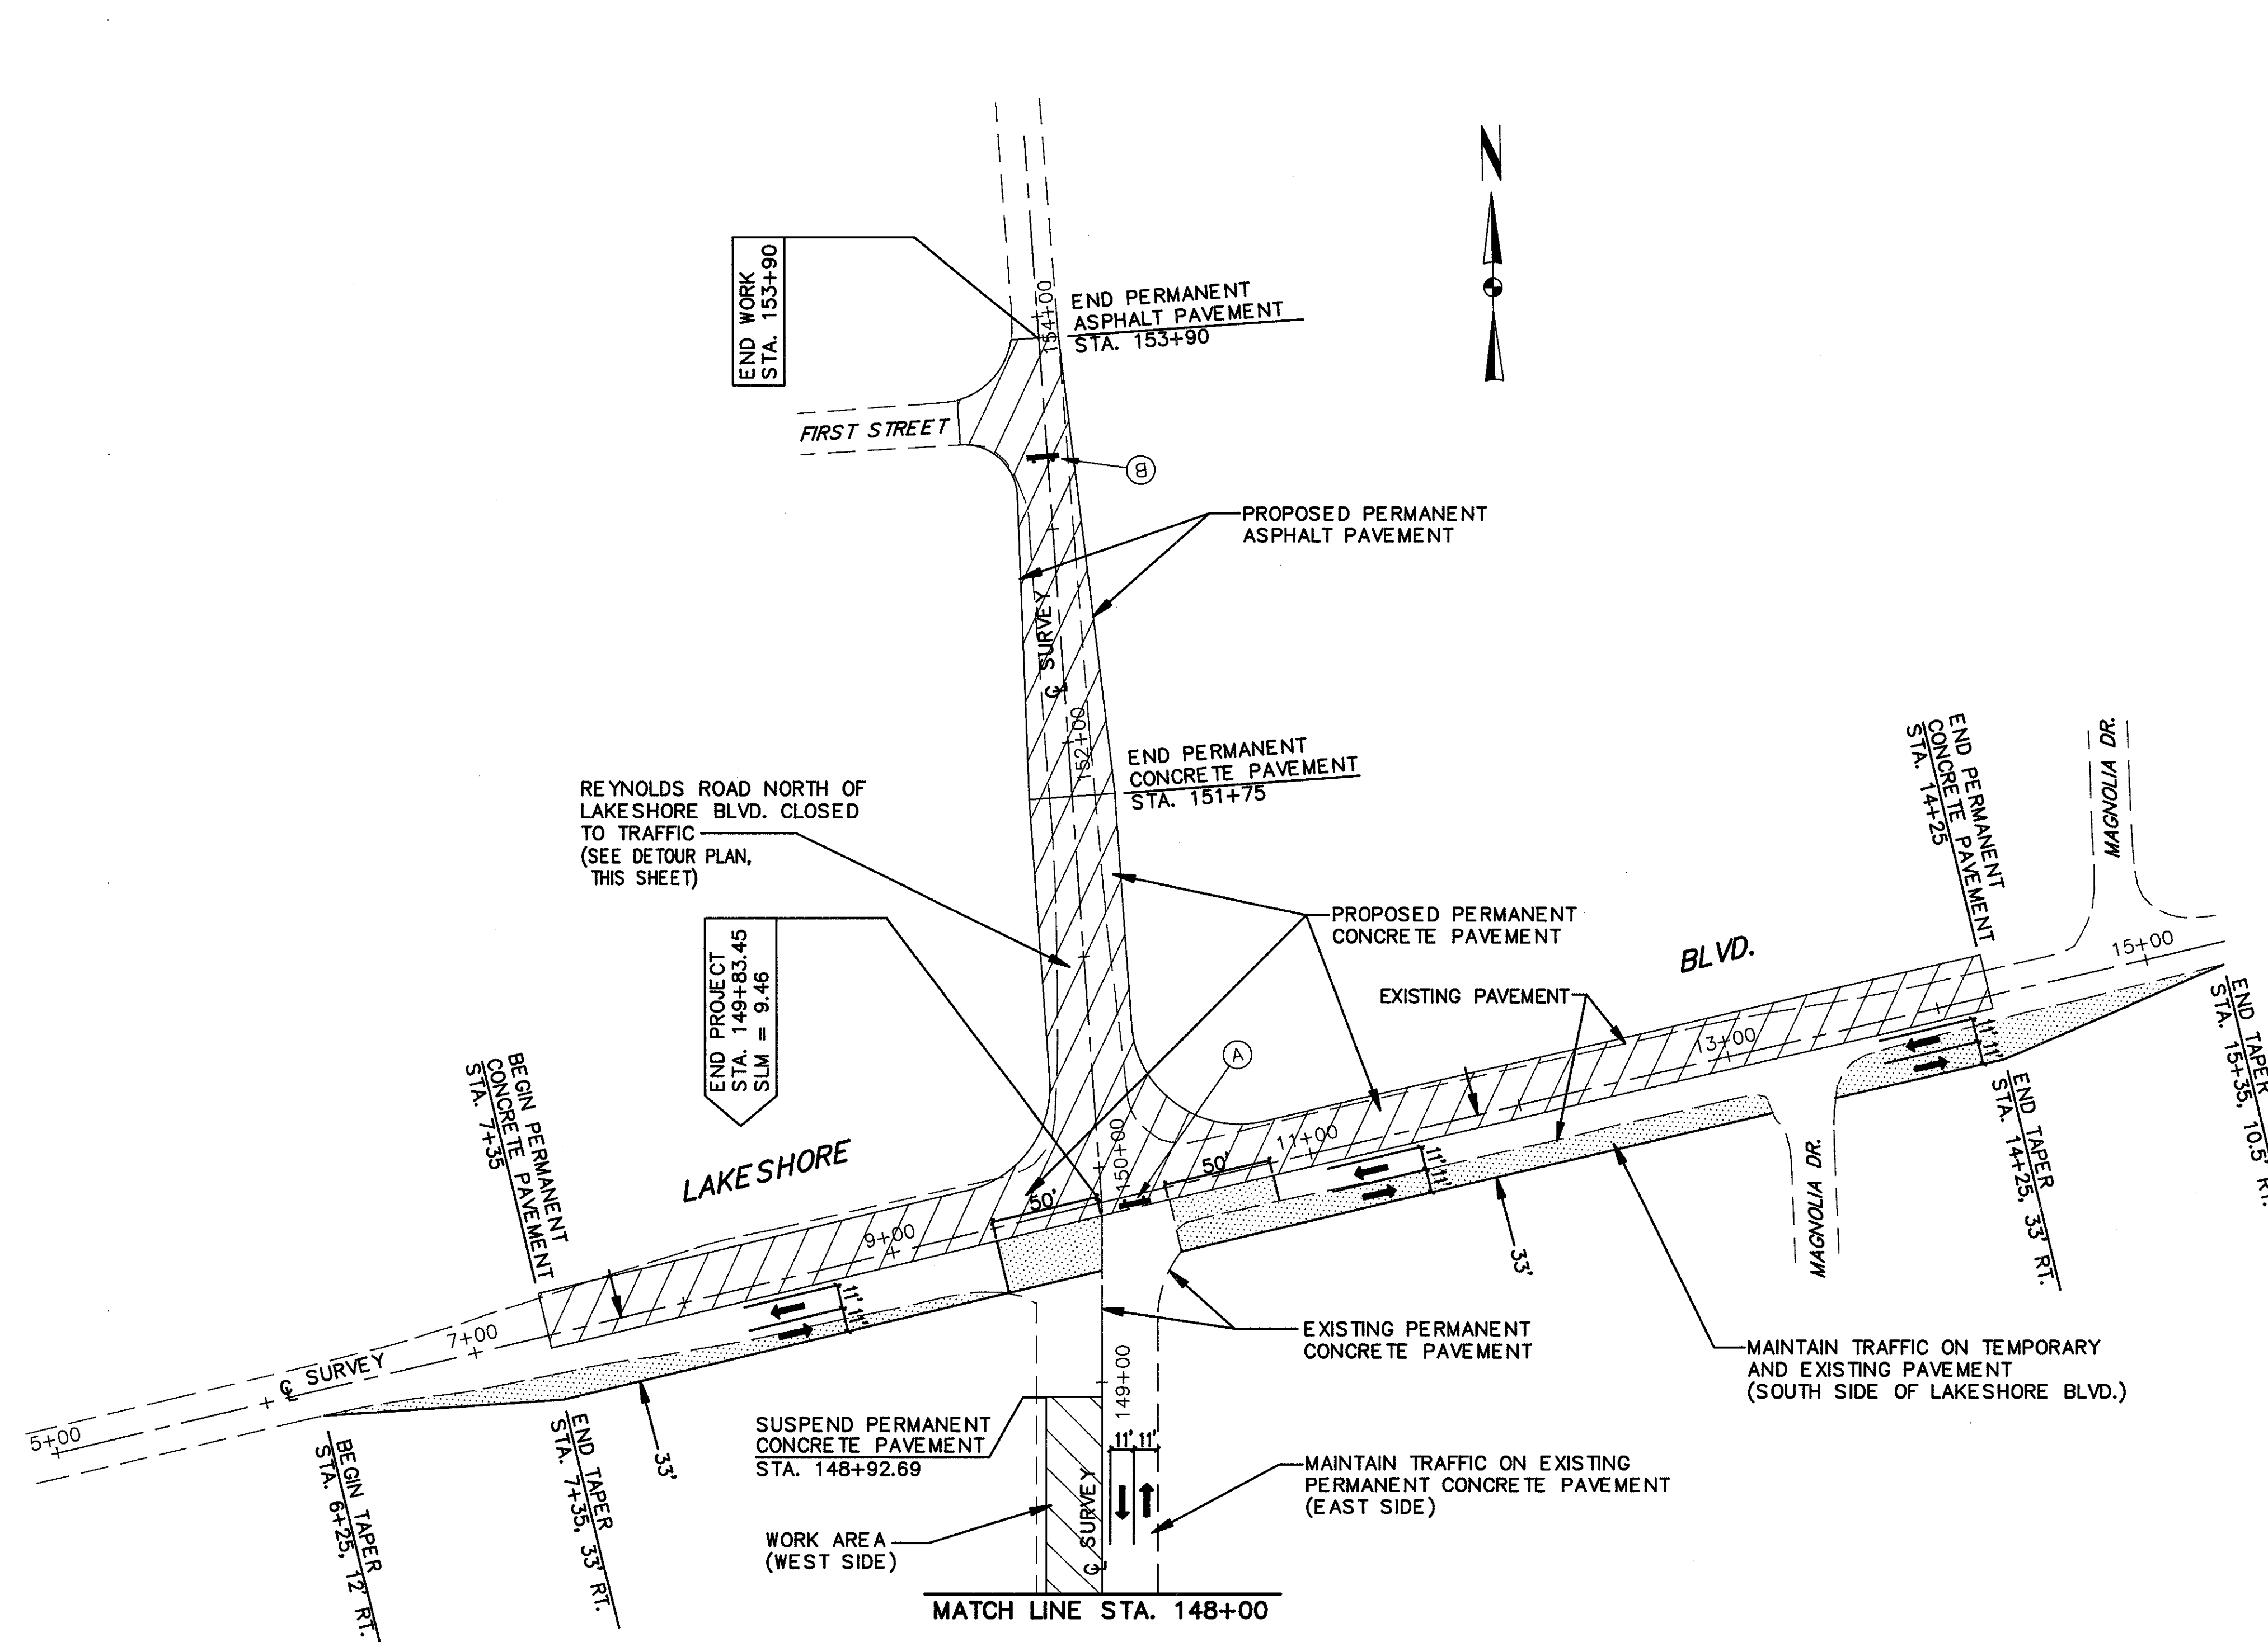 N
END WORK
STA. 153+90
154+00
END PERMANENT
ASPHALT PAVEMENT
STA. 153+90
FIRST STREET
B
PROPOSED PERMANENT
ASPHALT PAVEMENT
℄ SURVEY
152+00
END PERMANENT
CONCRETE PAVEMENT
STA. 151+75
REYNOLDS ROAD NORTH OF
LAKESHORE BLVD. CLOSED
TO TRAFFIC
(SEE DETOUR PLAN,
THIS SHEET)
END PROJECT
STA. 149+83.45
SLM = 9.46
PROPOSED PERMANENT
CONCRETE PAVEMENT
BLVD.
EXISTING PAVEMENT
END PERMANENT
CONCRETE PAVEMENT
STA. 14+25
MAGNOLIA DR.
15+00
END TAPER
STA. 15+35, 10.5' RT.
13+00
11' 11'
A
BEGIN PERMANENT
CONCRETE PAVEMENT
STA. 7+35
LAKESHORE
150+00
11+00
50'
50'
11' 11'
END TAPER
STA. 14+25, 33' RT.
MAGNOLIA DR.
33'
9+00
11' 11'
7+00
℄ SURVEY
5+00
EXISTING PERMANENT
CONCRETE PAVEMENT
MAINTAIN TRAFFIC ON TEMPORARY
AND EXISTING PAVEMENT
(SOUTH SIDE OF LAKESHORE BLVD.)
149+00
BEGIN TAPER
STA. 6+25, 12' RT.
END TAPER
STA. 7+35, 33' RT.
33'
SUSPEND PERMANENT
CONCRETE PAVEMENT
STA. 148+92.69
11' 11'
MAINTAIN TRAFFIC ON EXISTING
PERMANENT CONCRETE PAVEMENT
(EAST SIDE)
℄ SURVEY
WORK AREA
(WEST SIDE)
MATCH LINE STA. 148+00